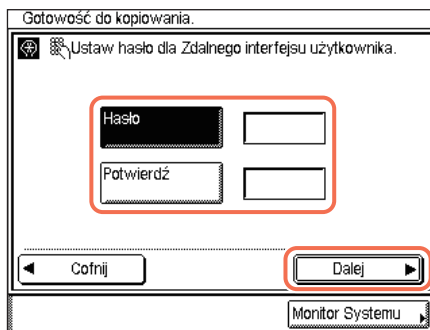 Gotowość do kopiowania.
Ustaw hasło dla Zdalnego interfejsu użytkownika.
Hasło
Potwierdź
Cofnij
Dalej
Monitor Systemu